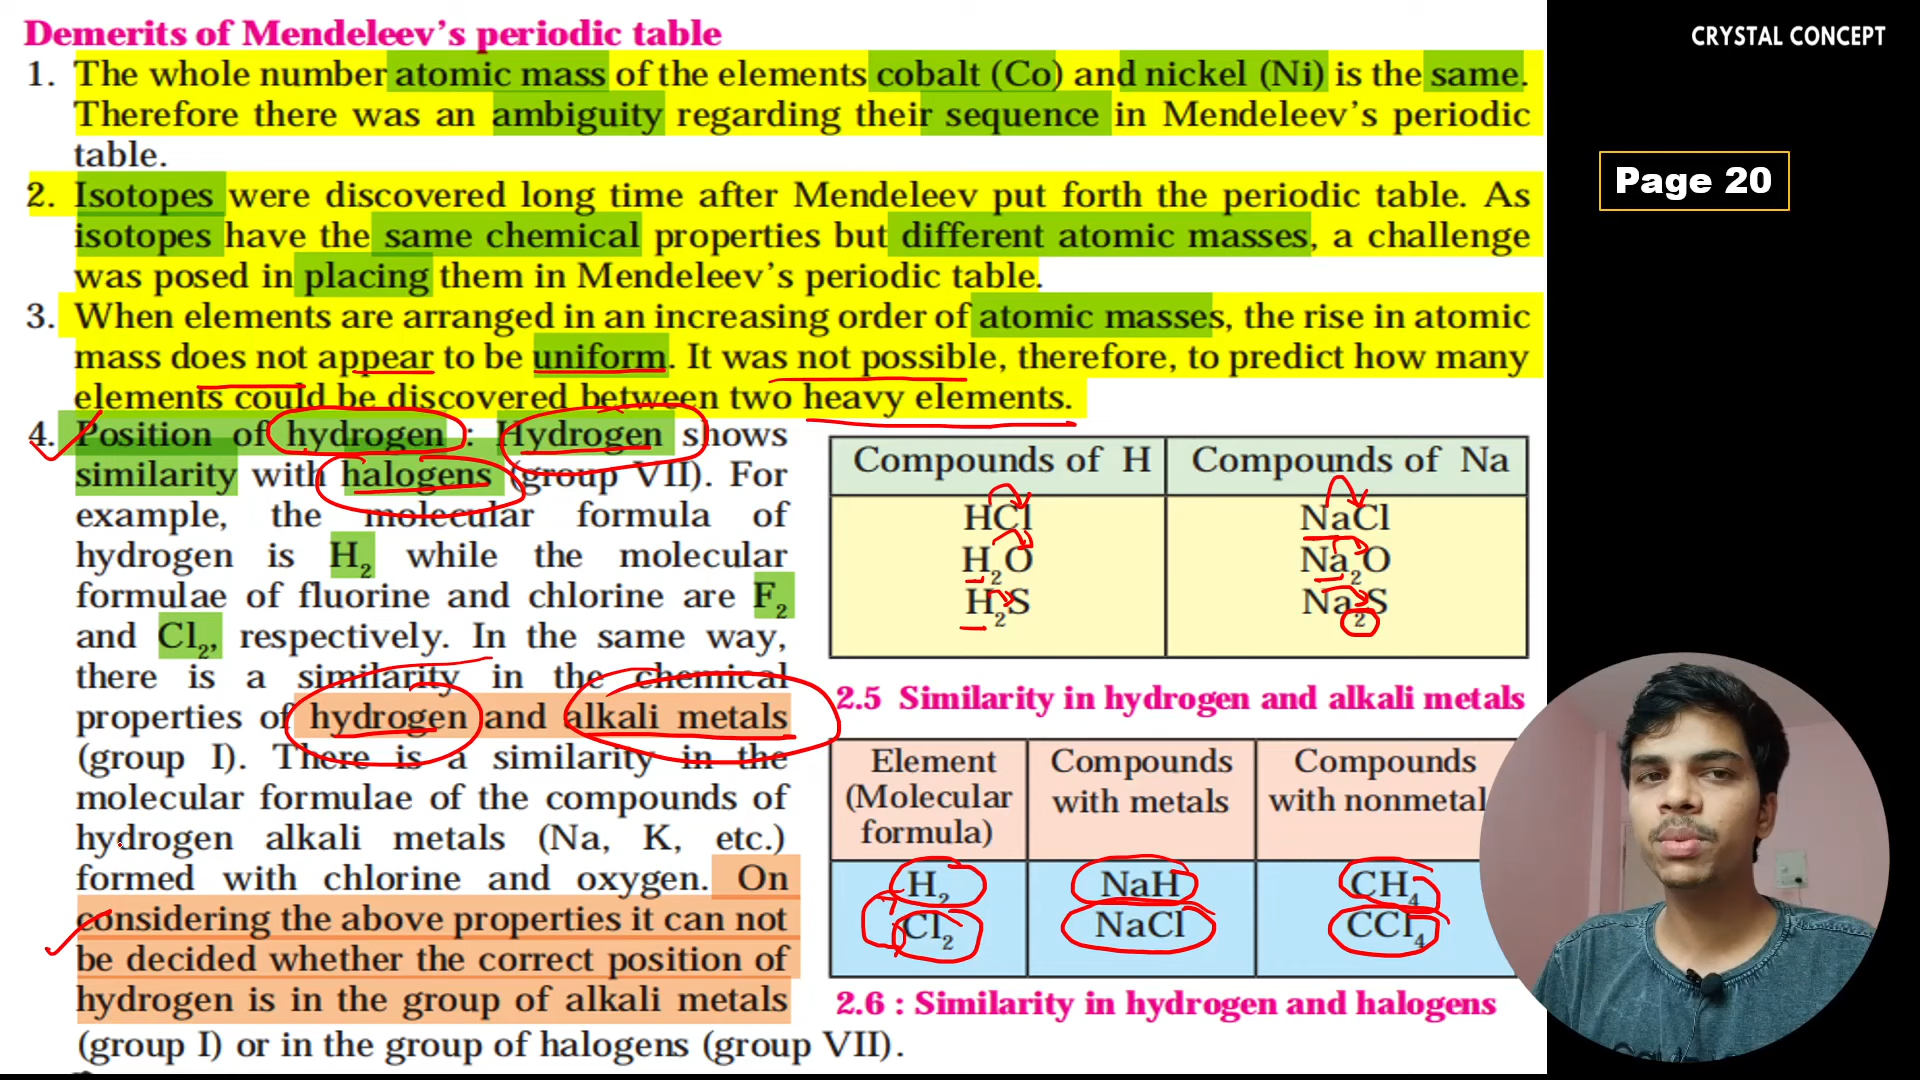 Demerits of Mendeleev's periodic table
1. The whole number atomic mass of the elements cobalt (Co) and nickel (Ni) is the same.
Therefore there was an ambiguity regarding their sequence in Mendeleev's periodic
table.
2. Isotopes were discovered long time after Mendeleev put forth the periodic table. As
isotopes have the same chemical properties but different atomic masses, a challenge
was posed in placing them in Mendeleev's periodic table.
3. When elements are arranged in an increasing order of atomic masses, the rise in atomic
mass does not appear to be uniform. It was not possible, therefore, to predict how many
elements could be discovered between two heavy elements.
4. Position of hydrogen : Hydrogen shows
similarity with halogens (group VII). For
example, the molecular formula of
hydrogen is H₂ while the molecular
formulae of fluorine and chlorine are F₂
and Cl₂, respectively. In the same way,
there is a similarity in the chemical
properties of hydrogen and alkali metals
(group I). There is a similarity in the
molecular formulae of the compounds of
hydrogen alkali metals (Na, K, etc.)
formed with chlorine and oxygen. On
considering the above properties it can not
be decided whether the correct position of
hydrogen is in the group of alkali metals
(group I) or in the group of halogens (group VII).
Compounds of H Compounds of Na
HCl NaCl
H₂O Na₂O
H₂S Na₂S
2.5 Similarity in hydrogen and alkali metals
Element Compounds Compounds
(Molecular with metals with nonmetal
formula)
H₂ NaH CH₄
Cl₂ NaCl CCl₄
2.6 : Similarity in hydrogen and halogens
CRYSTAL CONCEPT
Page 20